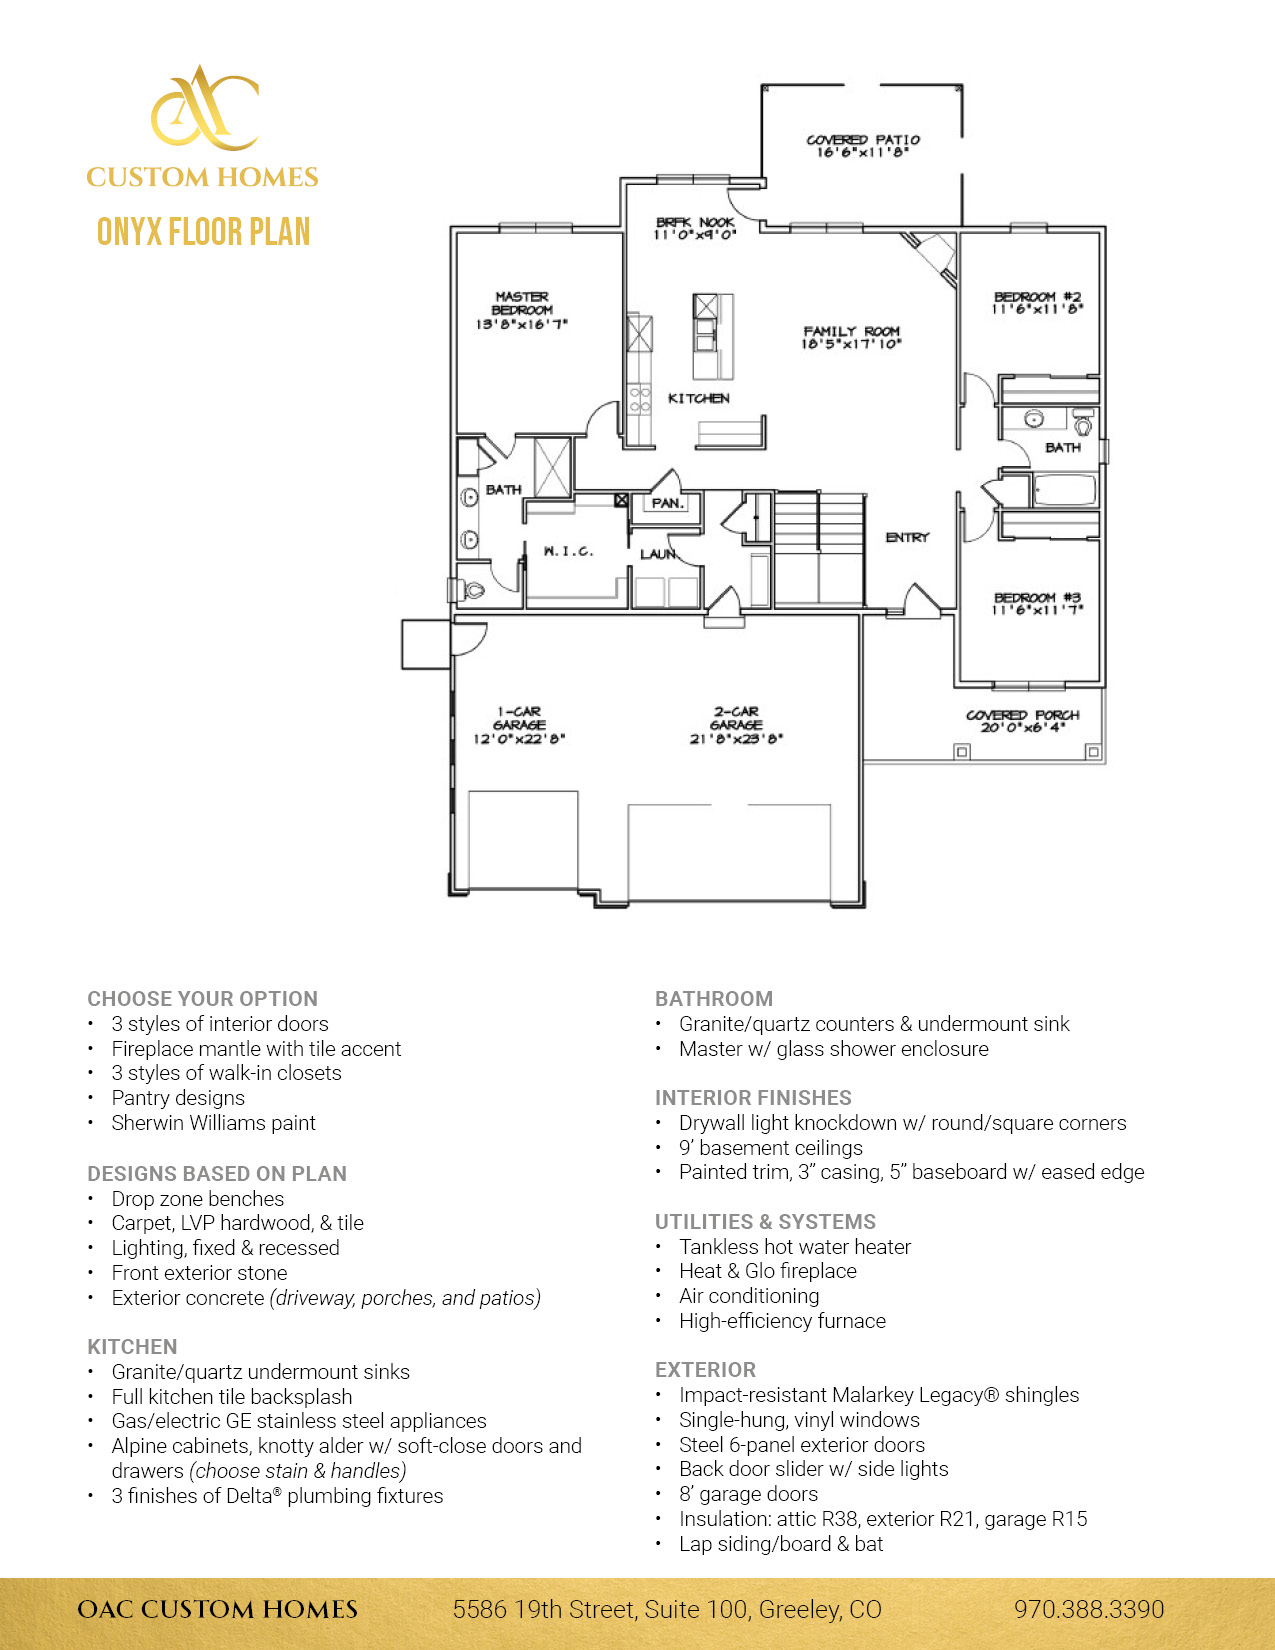 CUSTOM HOMES
ONYX FLOOR PLAN
COVERED PATIO
16'6"x11'8"
BRFK NOOK
11'0"x9'0"
MASTER
BEDROOM
13'8"x16'7"
BEDROOM #2
11'6"x11'8"
FAMILY ROOM
18'5"x17'10"
KITCHEN
BATH
BATH
PAN.
W.I.C.
LAUN.
ENTRY
BEDROOM #3
11'6"x11'7"
1-CAR
GARAGE
12'0"x22'8"
2-CAR
GARAGE
21'8"x23'8"
COVERED PORCH
20'0"x6'4"
CHOOSE YOUR OPTION
• 3 styles of interior doors
• Fireplace mantle with tile accent
• 3 styles of walk-in closets
• Pantry designs
• Sherwin Williams paint
DESIGNS BASED ON PLAN
• Drop zone benches
• Carpet, LVP hardwood, & tile
• Lighting, fixed & recessed
• Front exterior stone
• Exterior concrete (driveway, porches, and patios)
KITCHEN
• Granite/quartz undermount sinks
• Full kitchen tile backsplash
• Gas/electric GE stainless steel appliances
• Alpine cabinets, knotty alder w/ soft-close doors and
drawers (choose stain & handles)
• 3 finishes of Delta® plumbing fixtures
BATHROOM
• Granite/quartz counters & undermount sink
• Master w/ glass shower enclosure
INTERIOR FINISHES
• Drywall light knockdown w/ round/square corners
• 9’ basement ceilings
• Painted trim, 3” casing, 5” baseboard w/ eased edge
UTILITIES & SYSTEMS
• Tankless hot water heater
• Heat & Glo fireplace
• Air conditioning
• High-efficiency furnace
EXTERIOR
• Impact-resistant Malarkey Legacy® shingles
• Single-hung, vinyl windows
• Steel 6-panel exterior doors
• Back door slider w/ side lights
• 8’ garage doors
• Insulation: attic R38, exterior R21, garage R15
• Lap siding/board & bat
OAC CUSTOM HOMES 5586 19th Street, Suite 100, Greeley, CO 970.388.3390